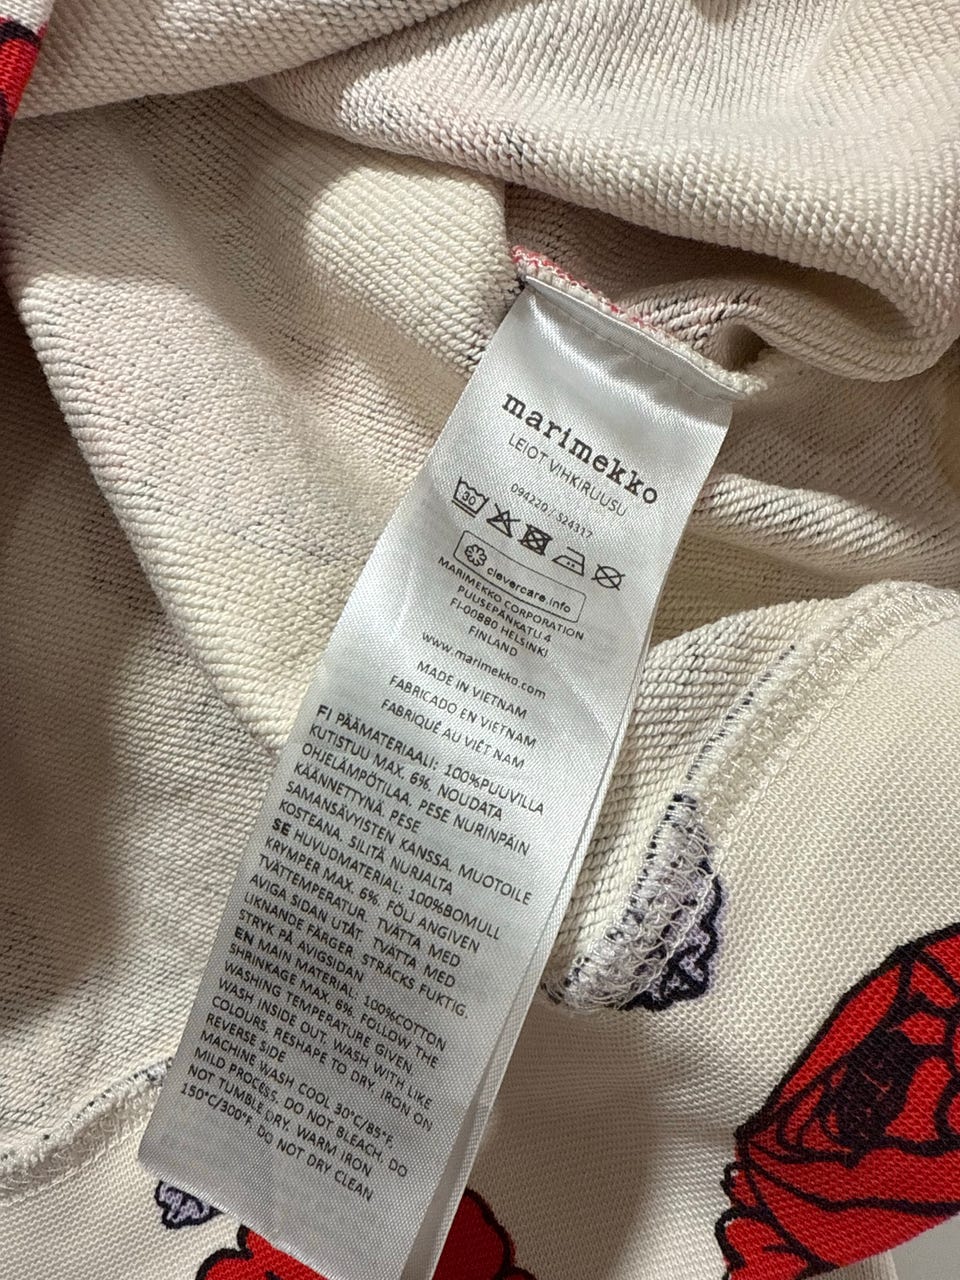 marimekko
LEIOT VIHKIRUUSU
094220 / S24317
30
clevercare.info
MARIMEKKO CORPORATION
PUUSEPÄNKATU 4
FI-00880 HELSINKI
FINLAND
www.marimekko.com
MADE IN VIETNAM
FABRICADO EN VIETNAM
FABRIQUÉ AU VIÊT NAM
FI PÄÄMATERIAALI: 100%PUUVILLA
KUTISTUU MAX. 6%. NOUDATA
OHJELÄMPÖTILAA. PESE NURINPÄIN
KÄÄNNETTYNÄ. PESE
SAMANSÄVYISTEN KANSSA. MUOTOILE
KOSTEANA. SILITÄ NURJALTA
SE HUVUDMATERIAL: 100%BOMULL
KRYMPER MAX. 6%. FÖLJ ANGIVEN
TVÄTTEMPERATUR. TVÄTTA MED
AVIGA SIDAN UTÅT. TVÄTTA MED
LIKNANDE FÄRGER. STRÄCKS FUKTIG.
STRYK PÅ AVIGSIDAN
EN MAIN MATERIAL: 100%COTTON
SHRINKAGE MAX. 6%. FOLLOW THE
WASHING TEMPERATURE GIVEN.
WASH INSIDE OUT. WASH WITH LIKE
COLOURS. RESHAPE TO DRY. IRON ON
REVERSE SIDE
MACHINE WASH COOL 30°C/85°F,
MILD PROCESS. DO NOT BLEACH. DO
NOT TUMBLE DRY. WARM IRON
150°C/300°F. DO NOT DRY CLEAN